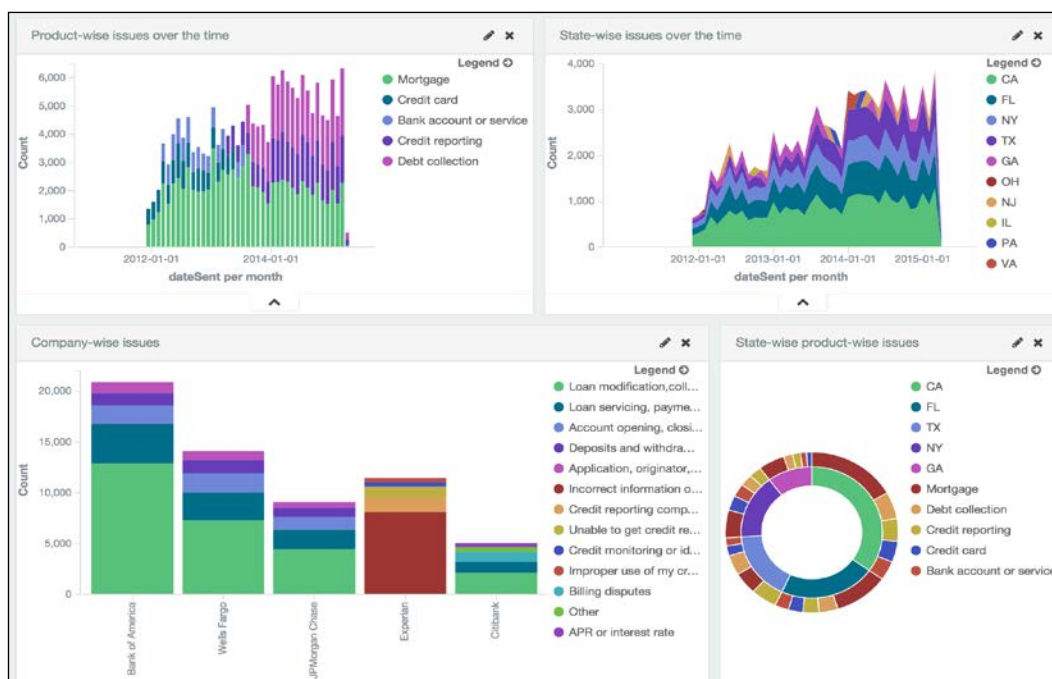 Product-wise issues over the time
Legend
6,000
5,000
4,000
3,000
2,000
1,000
0
Count
2012-01-01
2014-01-01
dateSent per month
Mortgage
Credit card
Bank account or service
Credit reporting
Debt collection
State-wise issues over the time
Legend
4,000
3,000
2,000
1,000
0
Count
2012-01-01
2013-01-01
2014-01-01
2015-01-01
dateSent per month
CA
FL
NY
TX
GA
OH
NJ
IL
PA
VA
Company-wise issues
Legend
20,000
15,000
10,000
5,000
0
Count
Bank of America
Wells Fargo
JPMorgan Chase
Experian
Citibank
Loan modification,coll...
Loan servicing, payme...
Account opening, closi...
Deposits and withdra...
Application, originator,...
Incorrect information o...
Credit reporting comp...
Unable to get credit re...
Credit monitoring or id...
Improper use of my cr...
Billing disputes
Other
APR or interest rate
State-wise product-wise issues
Legend
CA
FL
TX
NY
GA
Mortgage
Debt collection
Credit reporting
Credit card
Bank account or service